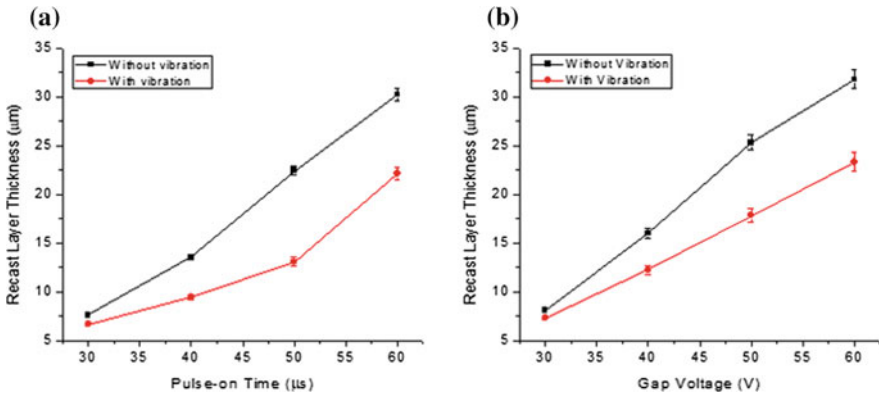 (a)
35
30
25
20
15
10
5
Recast Layer Thickness (μm)
Without vibration
With vibration
30 35 40 45 50 55 60
Pulse-on Time (μs)
(b)
35
30
25
20
15
10
5
Recast Layer Thickness (μm)
Without Vibration
With Vibration
30 35 40 45 50 55 60
Gap Voltage (V)